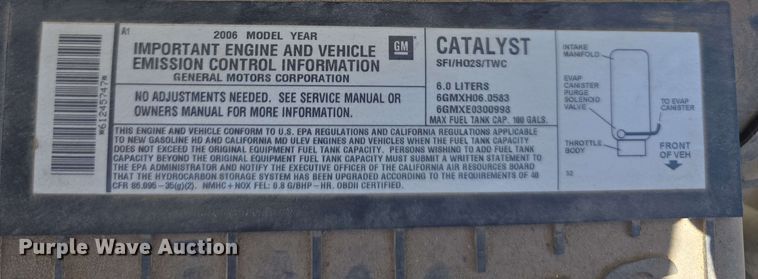 A1
2006 MODEL YEAR
IMPORTANT ENGINE AND VEHICLE
EMISSION CONTROL INFORMATION
GENERAL MOTORS CORPORATION
GM
W61245747W
NO ADJUSTMENTS NEEDED. SEE SERVICE MANUAL OR
OWNERS MANUAL FOR MORE INFORMATION.
CATALYST
SFI/HO2S/TWC
6.0 LITERS
6GMXH06.0583
6GMXE0300998
MAX FUEL TANK CAP. 100 GALS.
THIS ENGINE AND VEHICLE CONFORM TO U.S. EPA REGULATIONS AND CALIFORNIA REGULATIONS APPLICABLE
TO NEW GASOLINE HD AND CALIFORNIA MD ULEV ENGINES AND VEHICLES WHEN THE FUEL TANK CAPACITY
DOES NOT EXCEED THE ORIGINAL EQUIPMENT FUEL TANK CAPACITY. PERSONS WISHING TO ADD FUEL TANK
CAPACITY BEYOND THE ORIGINAL EQUIPMENT FUEL TANK CAPACITY MUST SUBMIT A WRITTEN STATEMENT TO
THE EPA ADMINISTRATOR AND NOTIFY THE EXECUTIVE OFFICER OF THE CALIFORNIA AIR RESOURCES BOARD
THAT THE HYDROCARBON STORAGE SYSTEM HAS BEEN UPGRADED ACCORDING TO THE REQUIREMENTS OF 40
CFR 86.095-35(g)(2). NMHC + NOX FEL: 0.8 G/BHP-HR. OBDII CERTIFIED.
INTAKE
MANIFOLD
EVAP
CANISTER
PURGE
SOLENOID
VALVE
TO EVAP
CANISTER
THROTTLE
BODY
FRONT
OF VEH
52
Purple Wave Auction